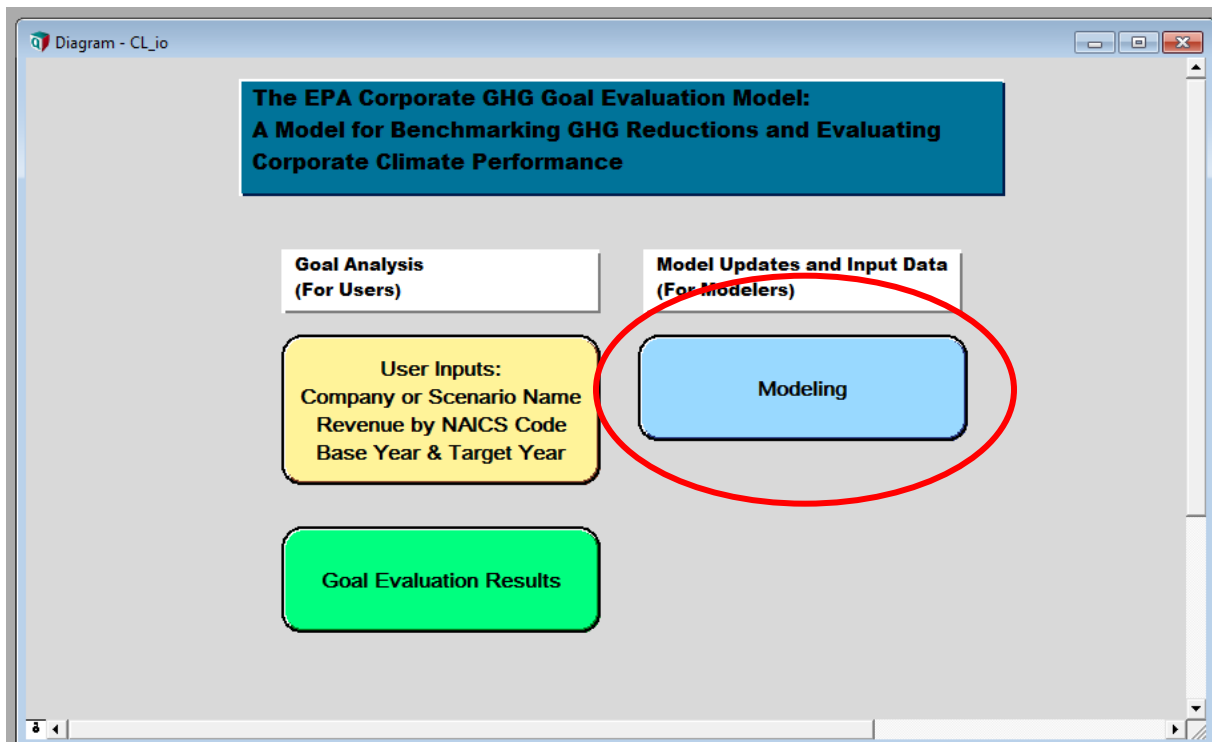 Diagram - CL_io
The EPA Corporate GHG Goal Evaluation Model:
A Model for Benchmarking GHG Reductions and Evaluating
Corporate Climate Performance
Goal Analysis
(For Users)
Model Updates and Input Data
(For Modelers)
User Inputs:
Company or Scenario Name
Revenue by NAICS Code
Base Year & Target Year
Modeling
Goal Evaluation Results